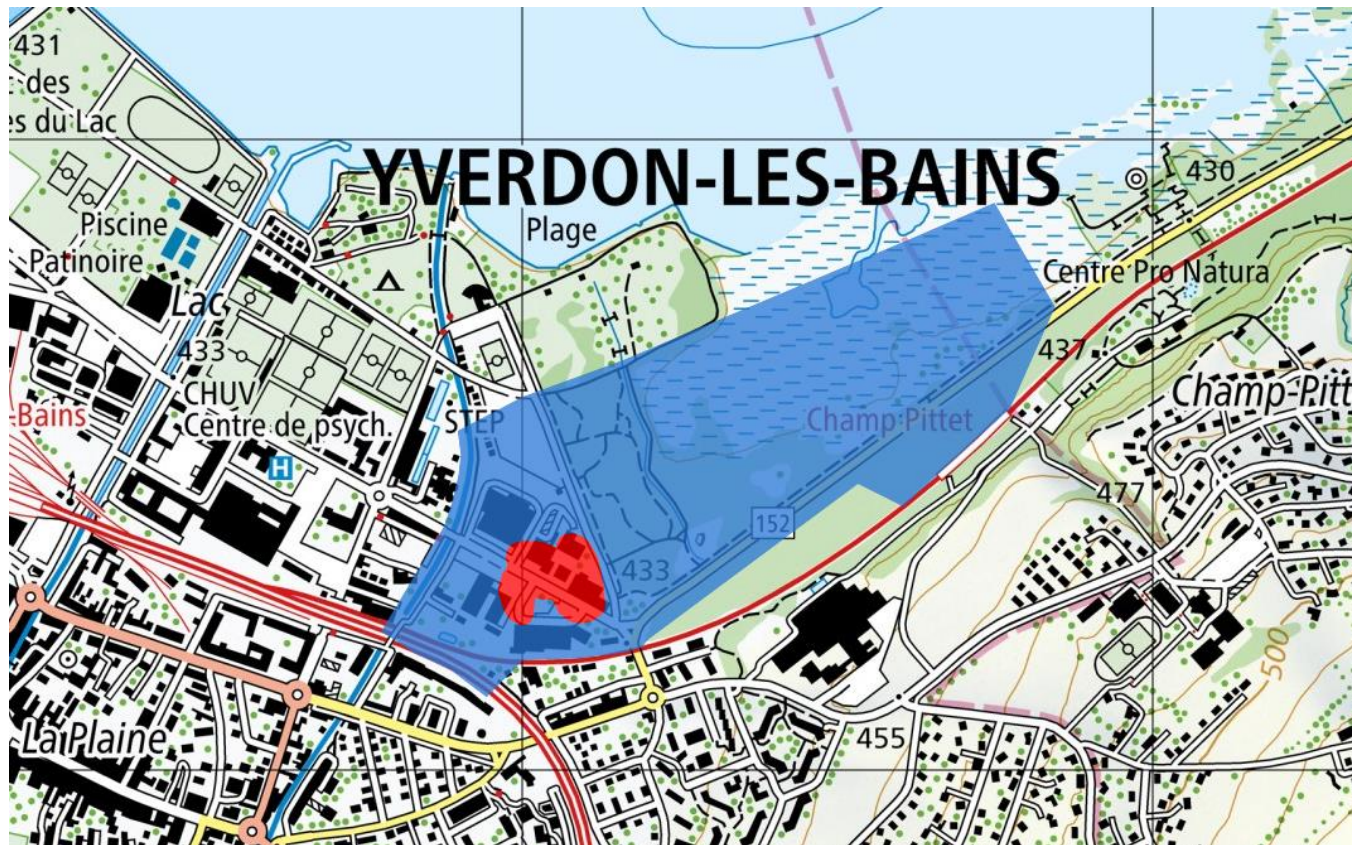 431
des
es du Lac
YVERDON-LES-BAINS
430
Piscine
Plage
Patinoire
Centre Pro Natura
Lac
433
437
CHUV
Champ-Pitt
-Bains
Centre de psych.
STEP
Champ-Pittet
H
477
152
433
500
La Plaine
455